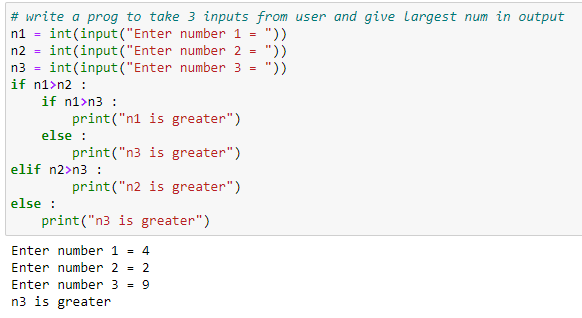 # write a prog to take 3 inputs from user and give largest num in output
n1 = int(input("Enter number 1 = "))
n2 = int(input("Enter number 2 = "))
n3 = int(input("Enter number 3 = "))
if n1>n2 :
    if n1>n3 :
        print("n1 is greater")
    else :
        print("n3 is greater")
elif n2>n3 :
        print("n2 is greater")
else :
    print("n3 is greater")
Enter number 1 = 4
Enter number 2 = 2
Enter number 3 = 9
n3 is greater